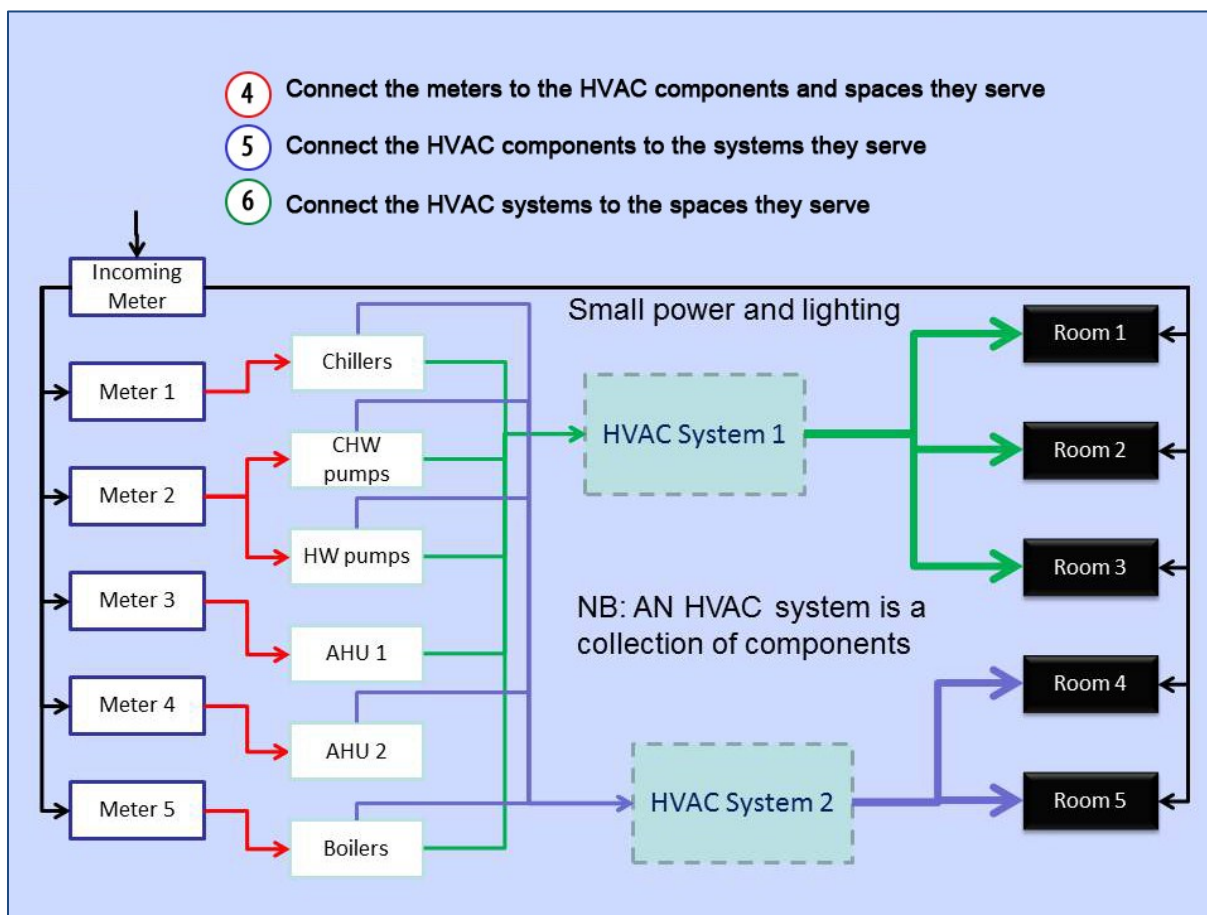 4 Connect the meters to the HVAC components and spaces they serve
5 Connect the HVAC components to the systems they serve
6 Connect the HVAC systems to the spaces they serve
Incoming
Meter
Small power and lighting
Room 1
Chillers
Meter 1
HVAC System 1
CHW
pumps
Room 2
Meter 2
HW pumps
Room 3
Meter 3
NB: AN HVAC system is a
collection of components
AHU 1
Room 4
Meter 4
AHU 2
HVAC System 2
Room 5
Meter 5
Boilers